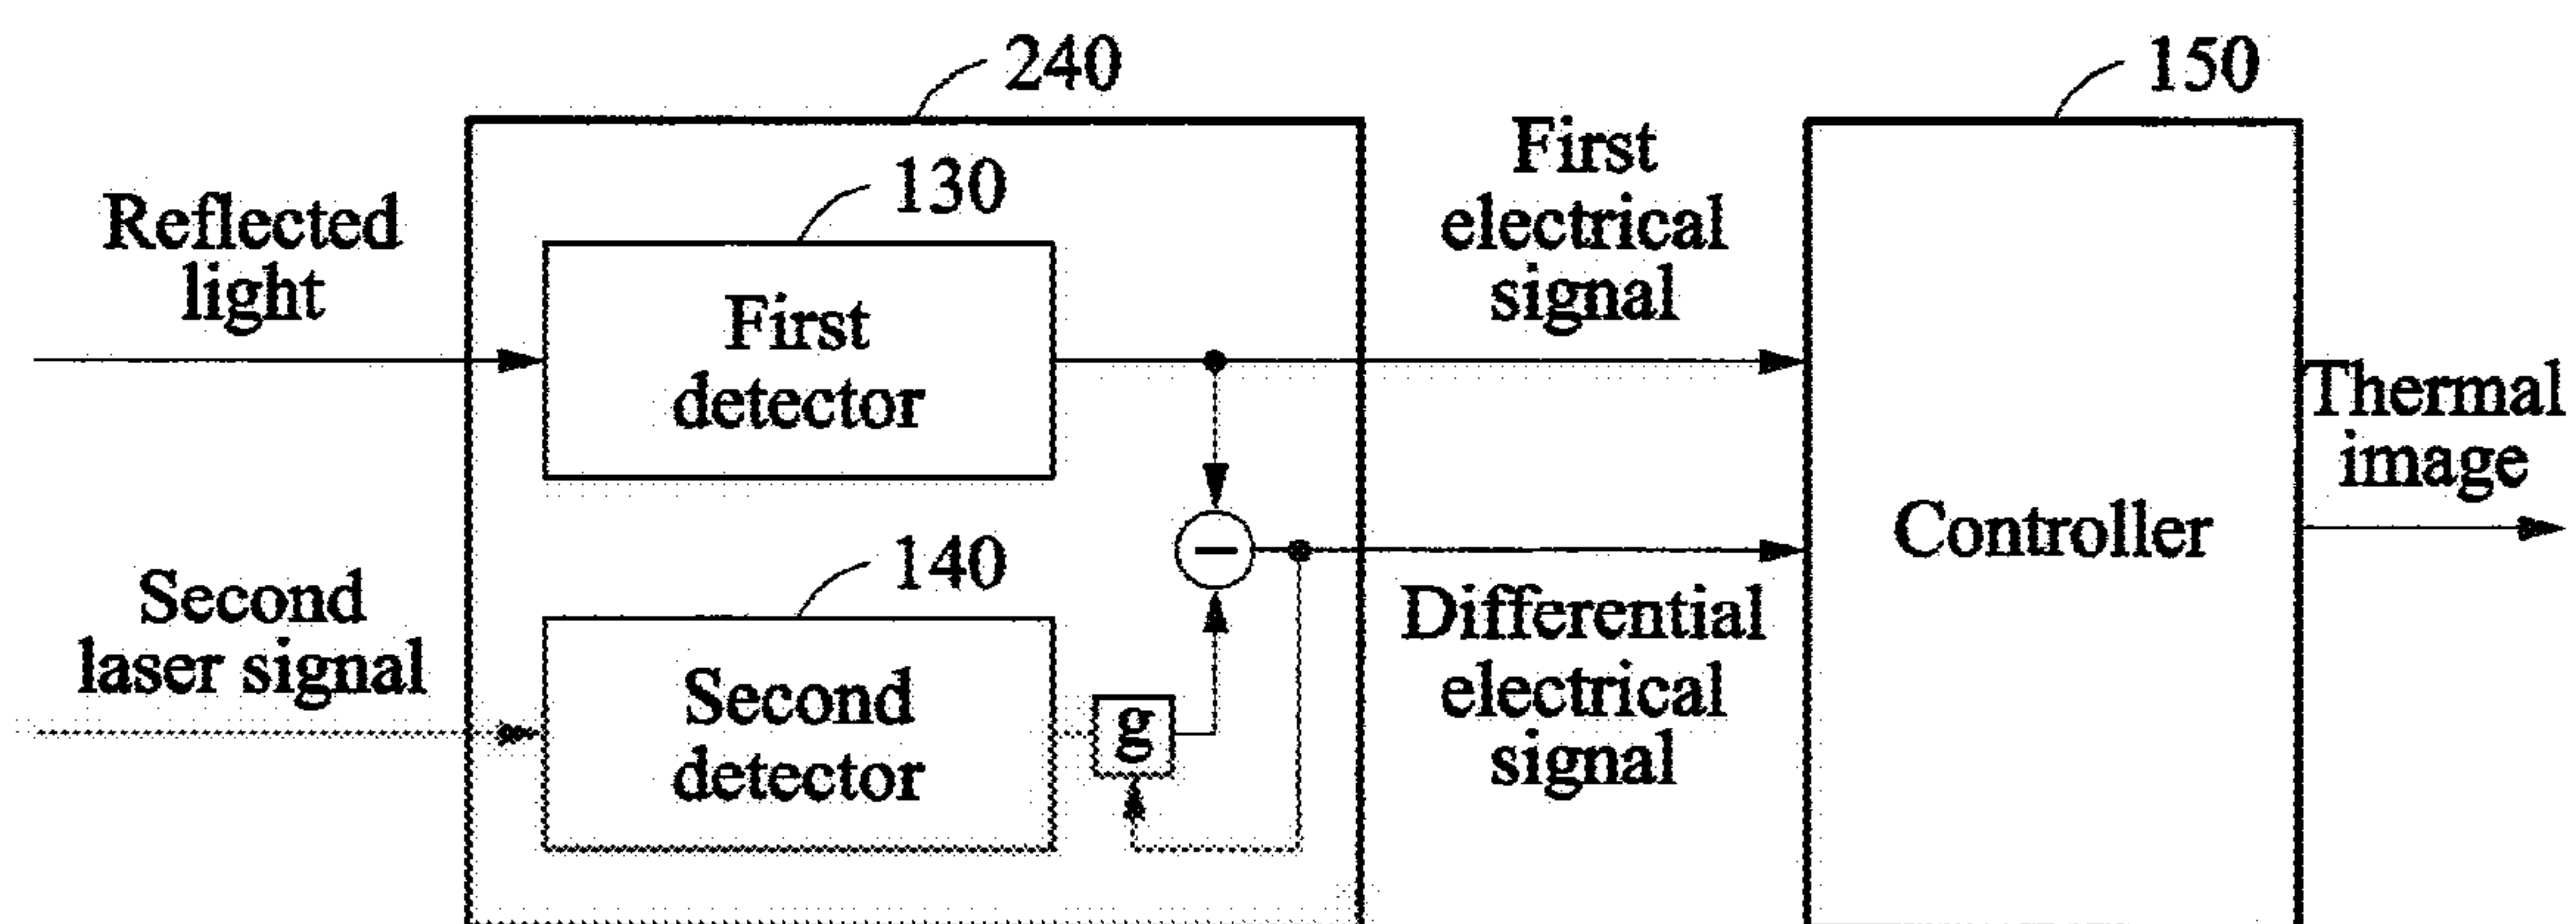 240
150
130
Reflected
light
First
detector
First
electrical
signal
Thermal
image
Controller
140
Second
laser signal
Second
detector
g
Differential
electrical
signal